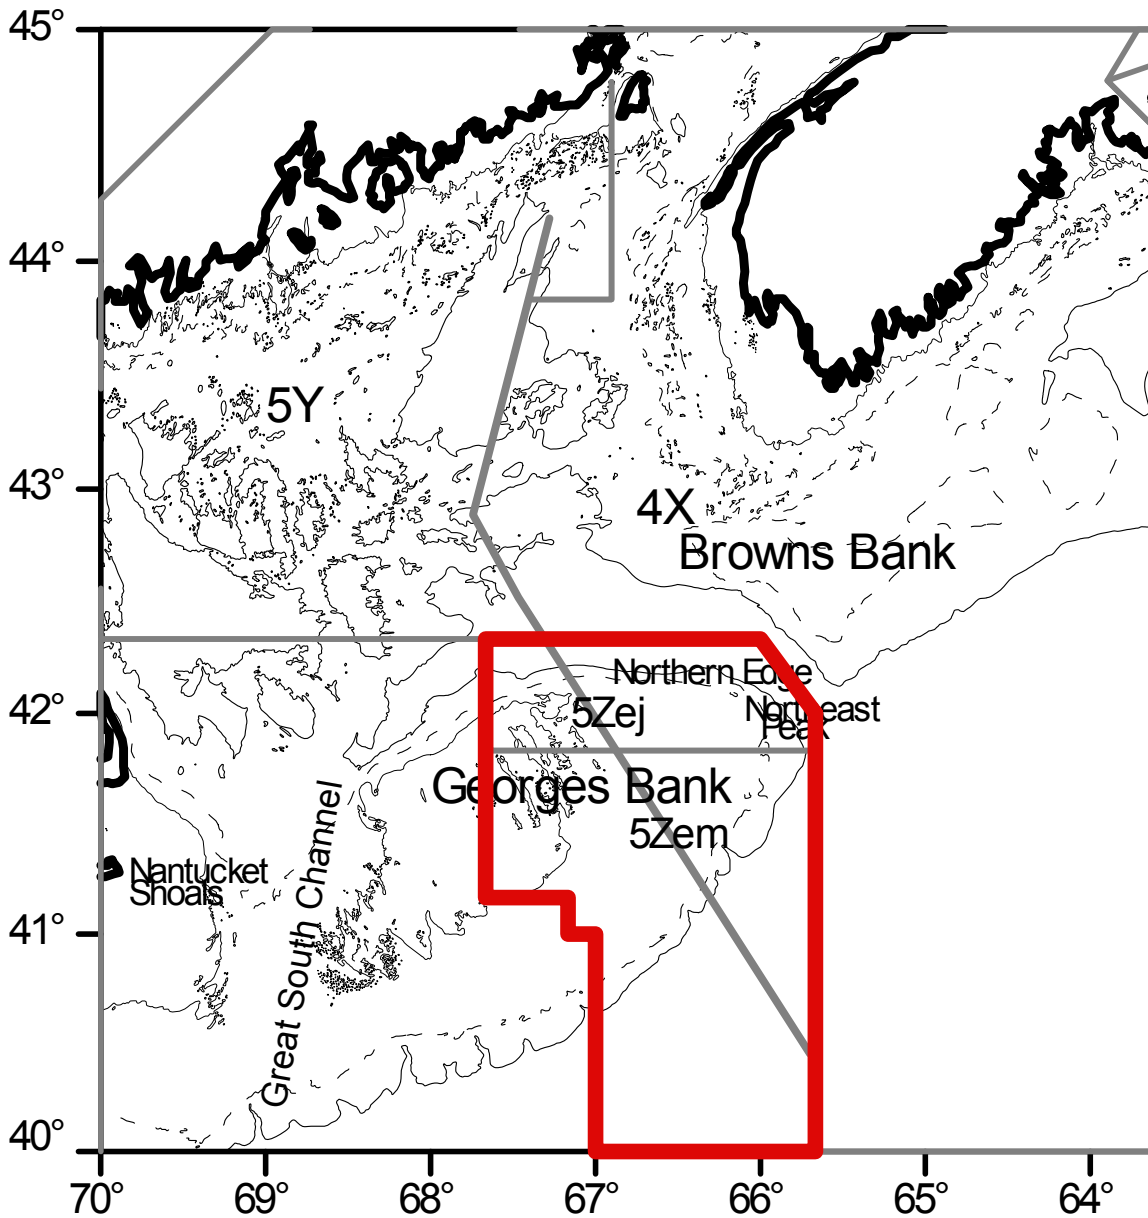 45°
44°
5Y
43°
4X
Browns Bank
Northern Edge
42°
5Zej
Northeast
Peak
Georges Bank
5Zem
Great South Channel
Nantucket
Shoals
41°
40°
70° 69° 68° 67° 66° 65° 64°